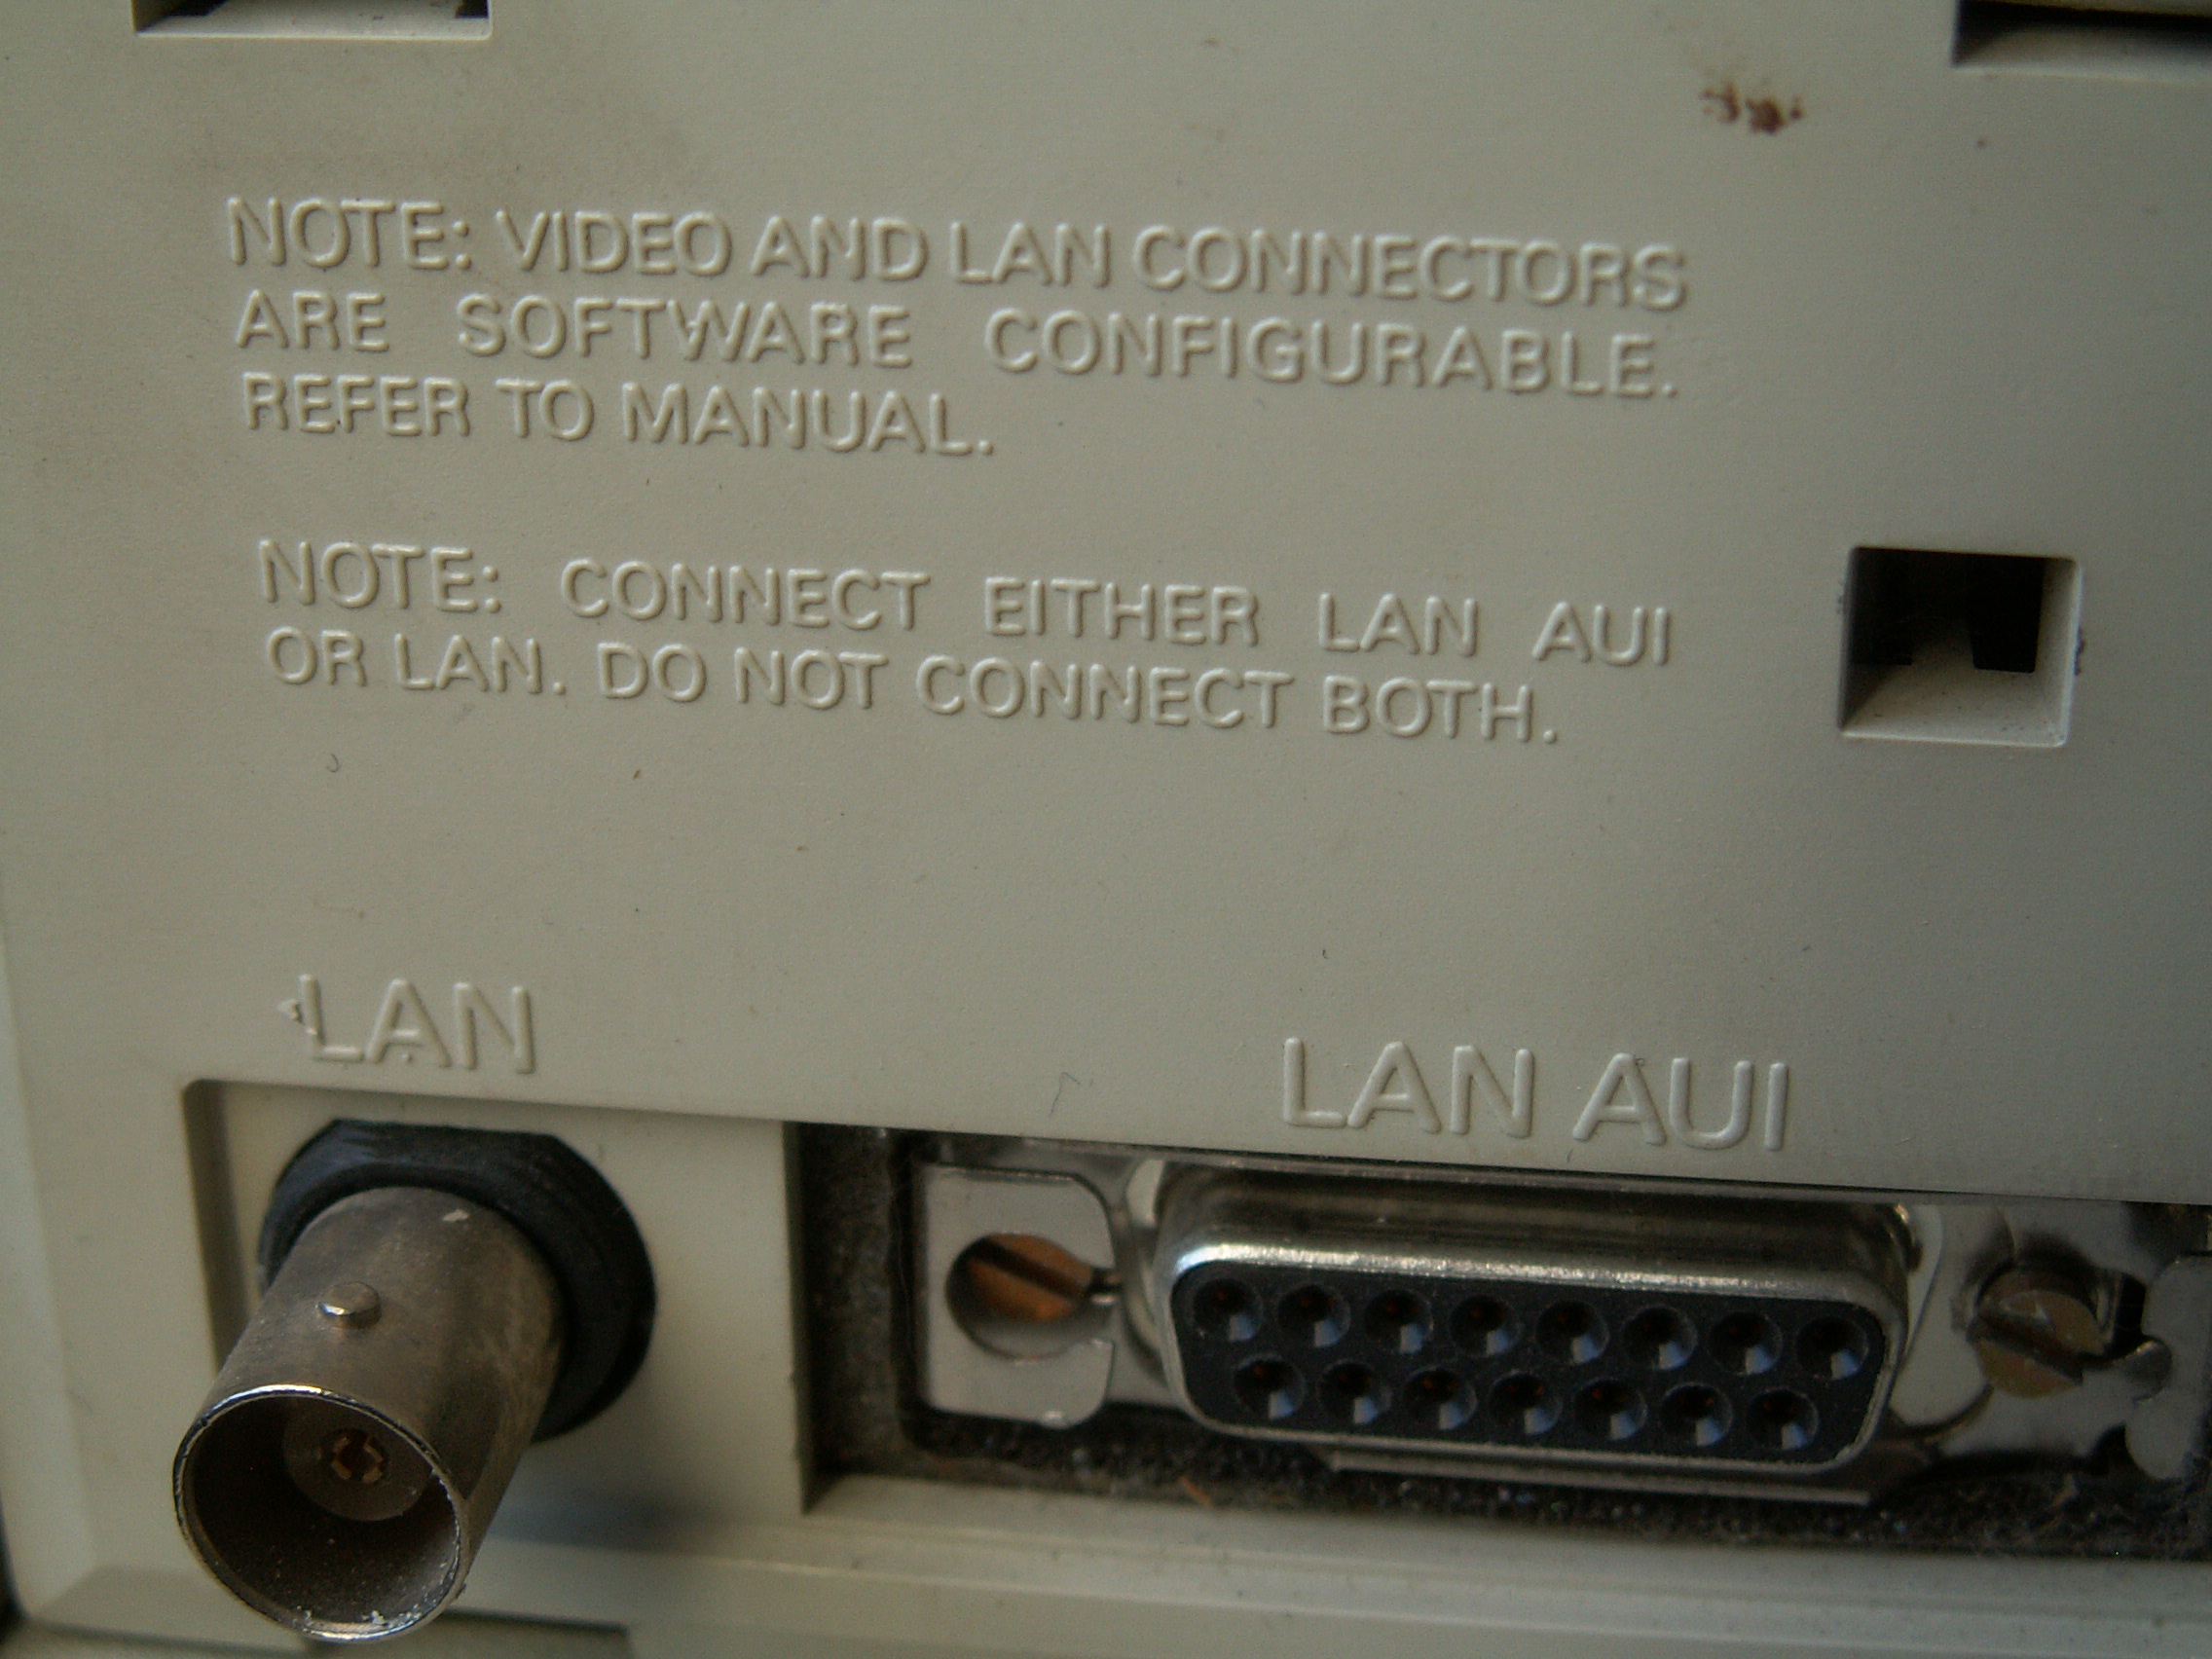 NOTE: VIDEO AND LAN CONNECTORS
ARE SOFTWARE CONFIGURABLE.
REFER TO MANUAL.
NOTE: CONNECT EITHER LAN AUI
OR LAN. DO NOT CONNECT BOTH.
LAN
LAN AUI